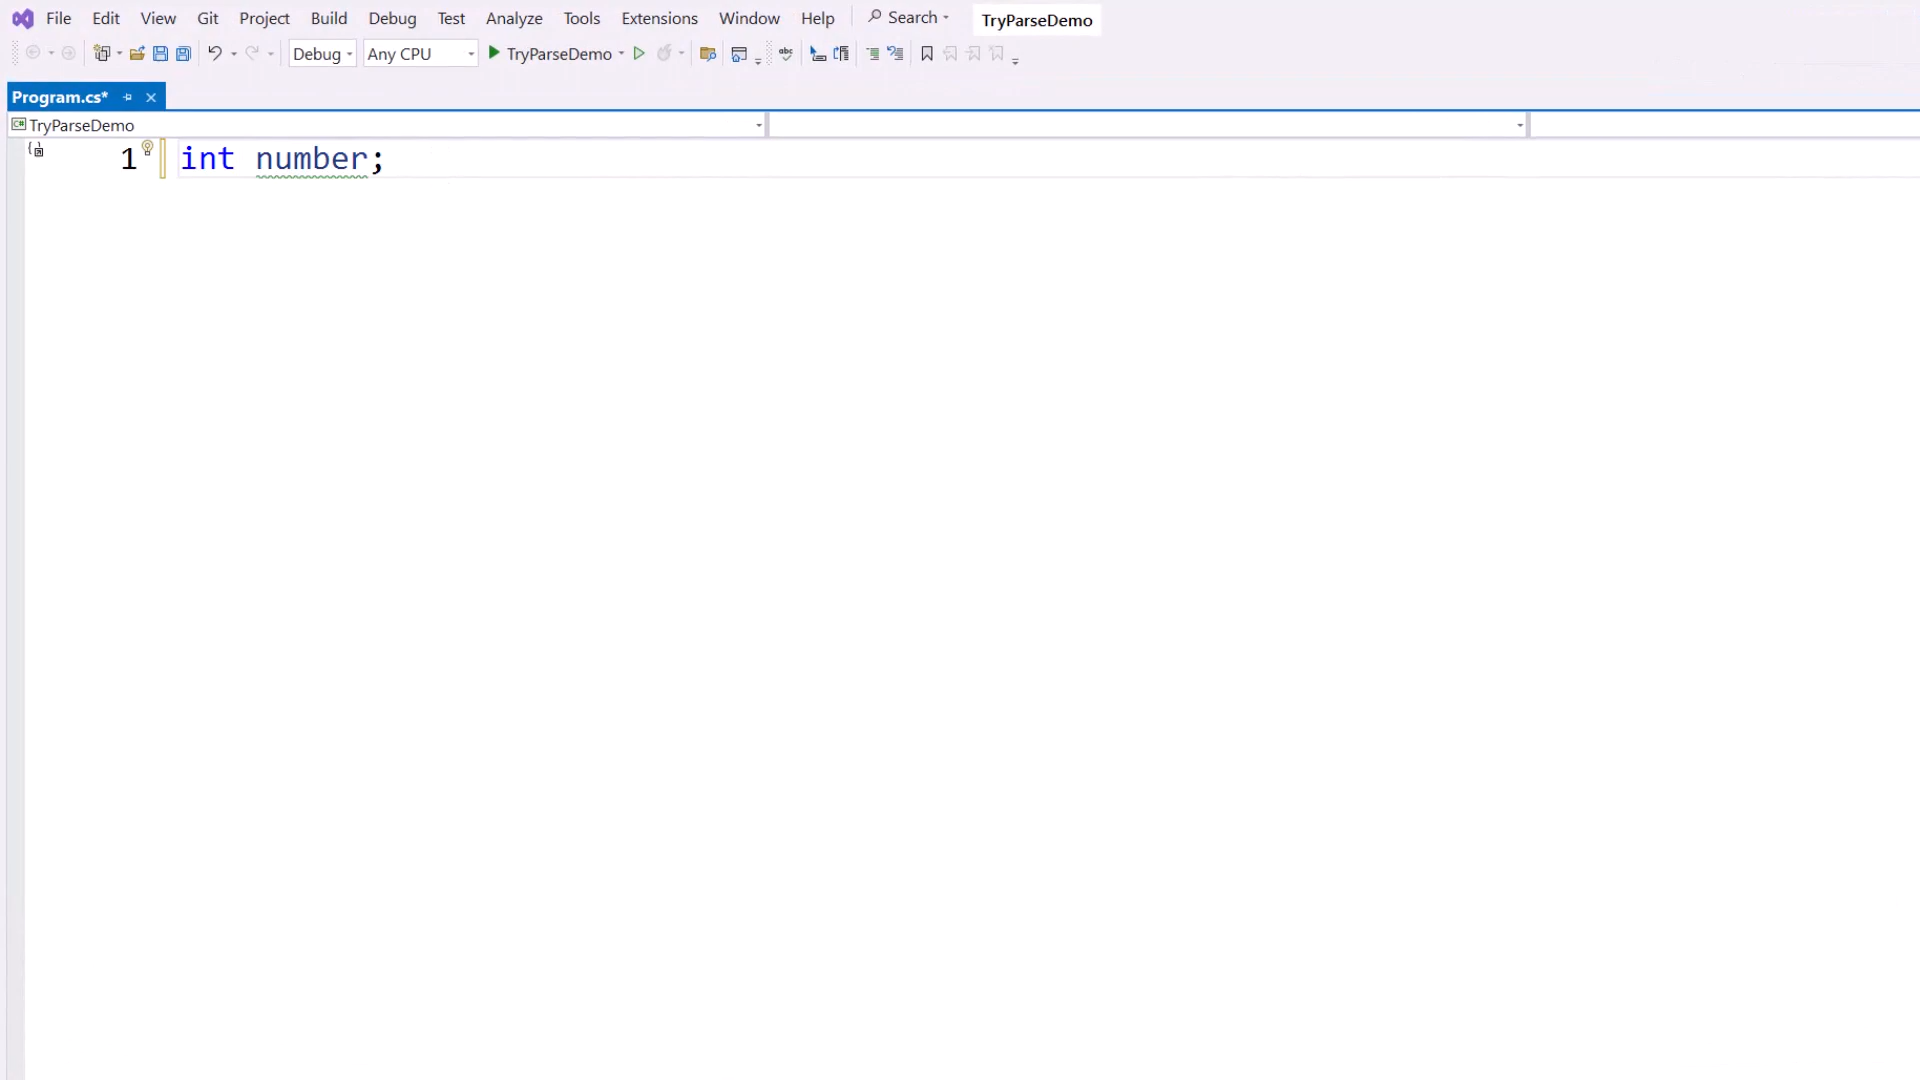 File Edit View Git Project Build Debug Test Analyze Tools Extensions Window Help Search TryParseDemo
Debug Any CPU TryParseDemo abc
Program.cs*
C# TryParseDemo
1 int number;